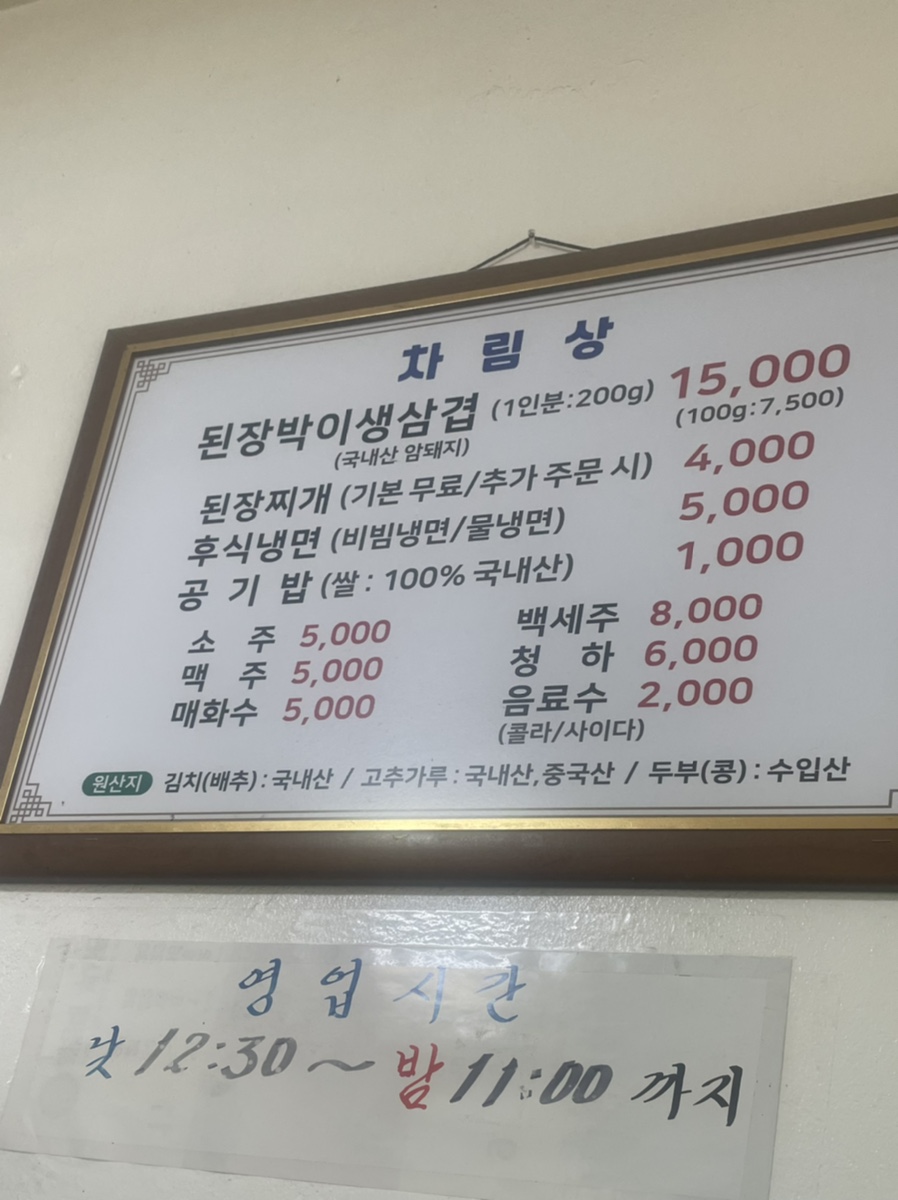 차림상
된장박이생삼겹 (1인분:200g) 15,000
(국내산 암돼지) (100g:7,500)
된장찌개 (기본 무료/추가 주문 시) 4,000
후식냉면 (비빔냉면/물냉면) 5,000
공기밥 (쌀 : 100% 국내산) 1,000
소주 5,000 백세주 8,000
맥주 5,000 청하 6,000
매화수 5,000 음료수 2,000
(콜라/사이다)
원산지 김치(배추) : 국내산 / 고추가루 : 국내산, 중국산 / 두부(콩) : 수입산
영업시간
낮 12:30 ~ 밤 11:00 까지